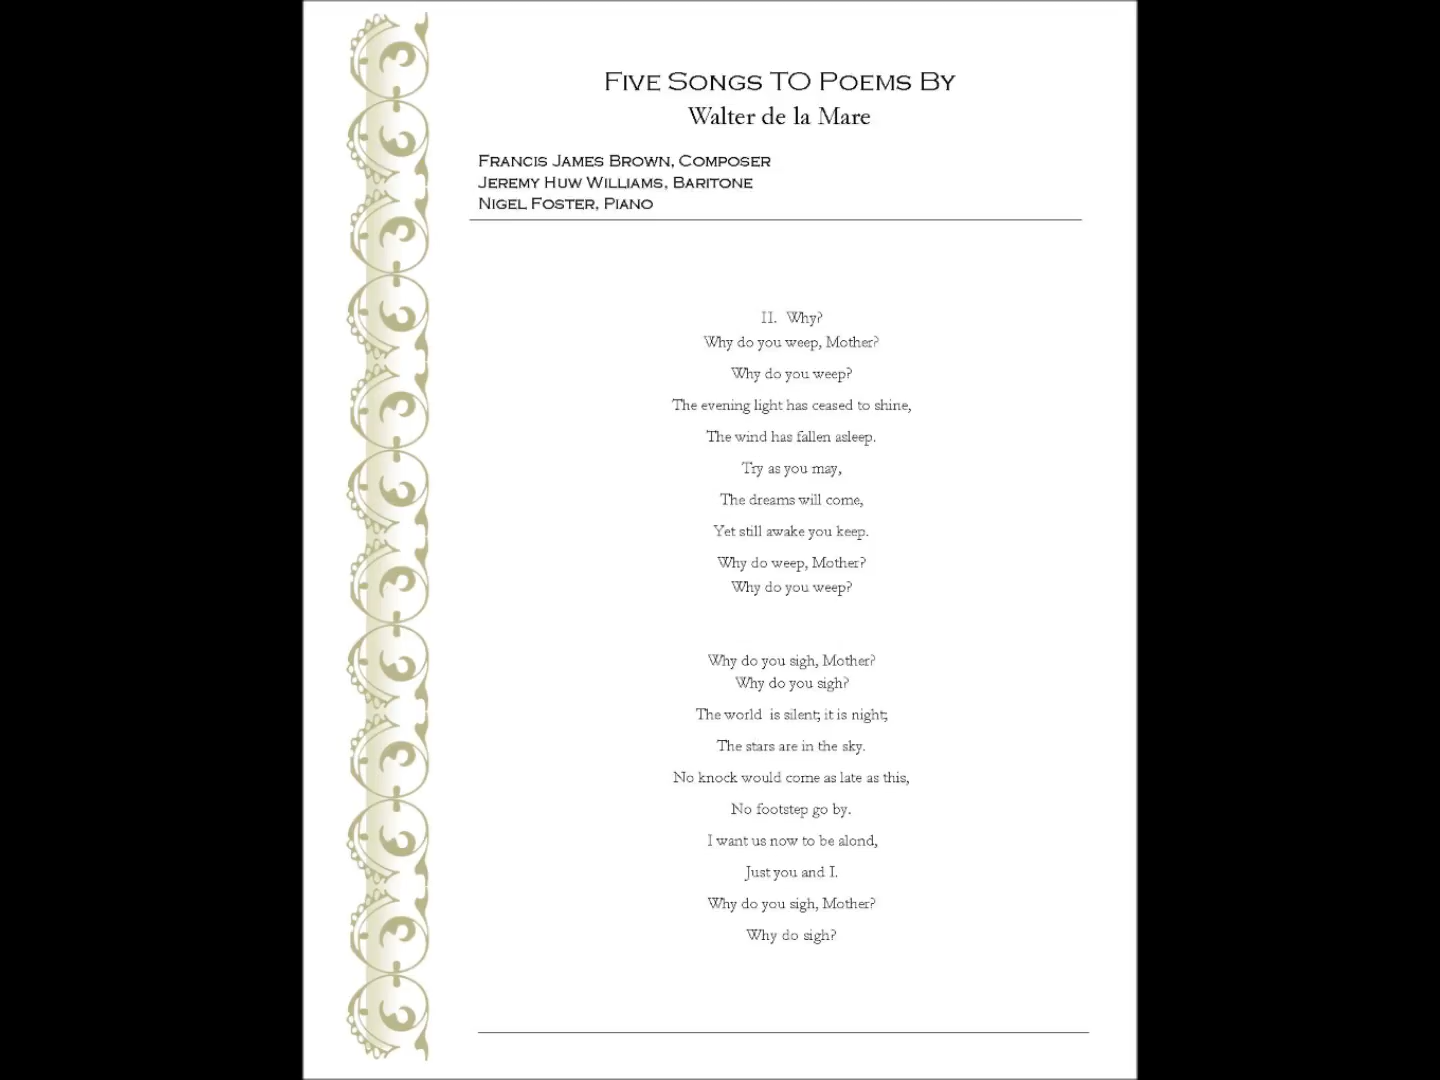 Five Songs TO Poems By
Walter de la Mare
Francis James Brown, Composer
Jeremy Huw Williams, Baritone
Nigel Foster, Piano
II. Why?
Why do you weep, Mother?
Why do you weep?
The evening light has ceased to shine,
The wind has fallen asleep.
Try as you may,
The dreams will come,
Yet still awake you keep.
Why do weep, Mother?
Why do you weep?
Why do you sigh, Mother?
Why do you sigh?
The world is silent; it is night;
The stars are in the sky.
No knock would come as late as this,
No footstep go by.
I want us now to be alond,
Just you and I.
Why do you sigh, Mother?
Why do sigh?